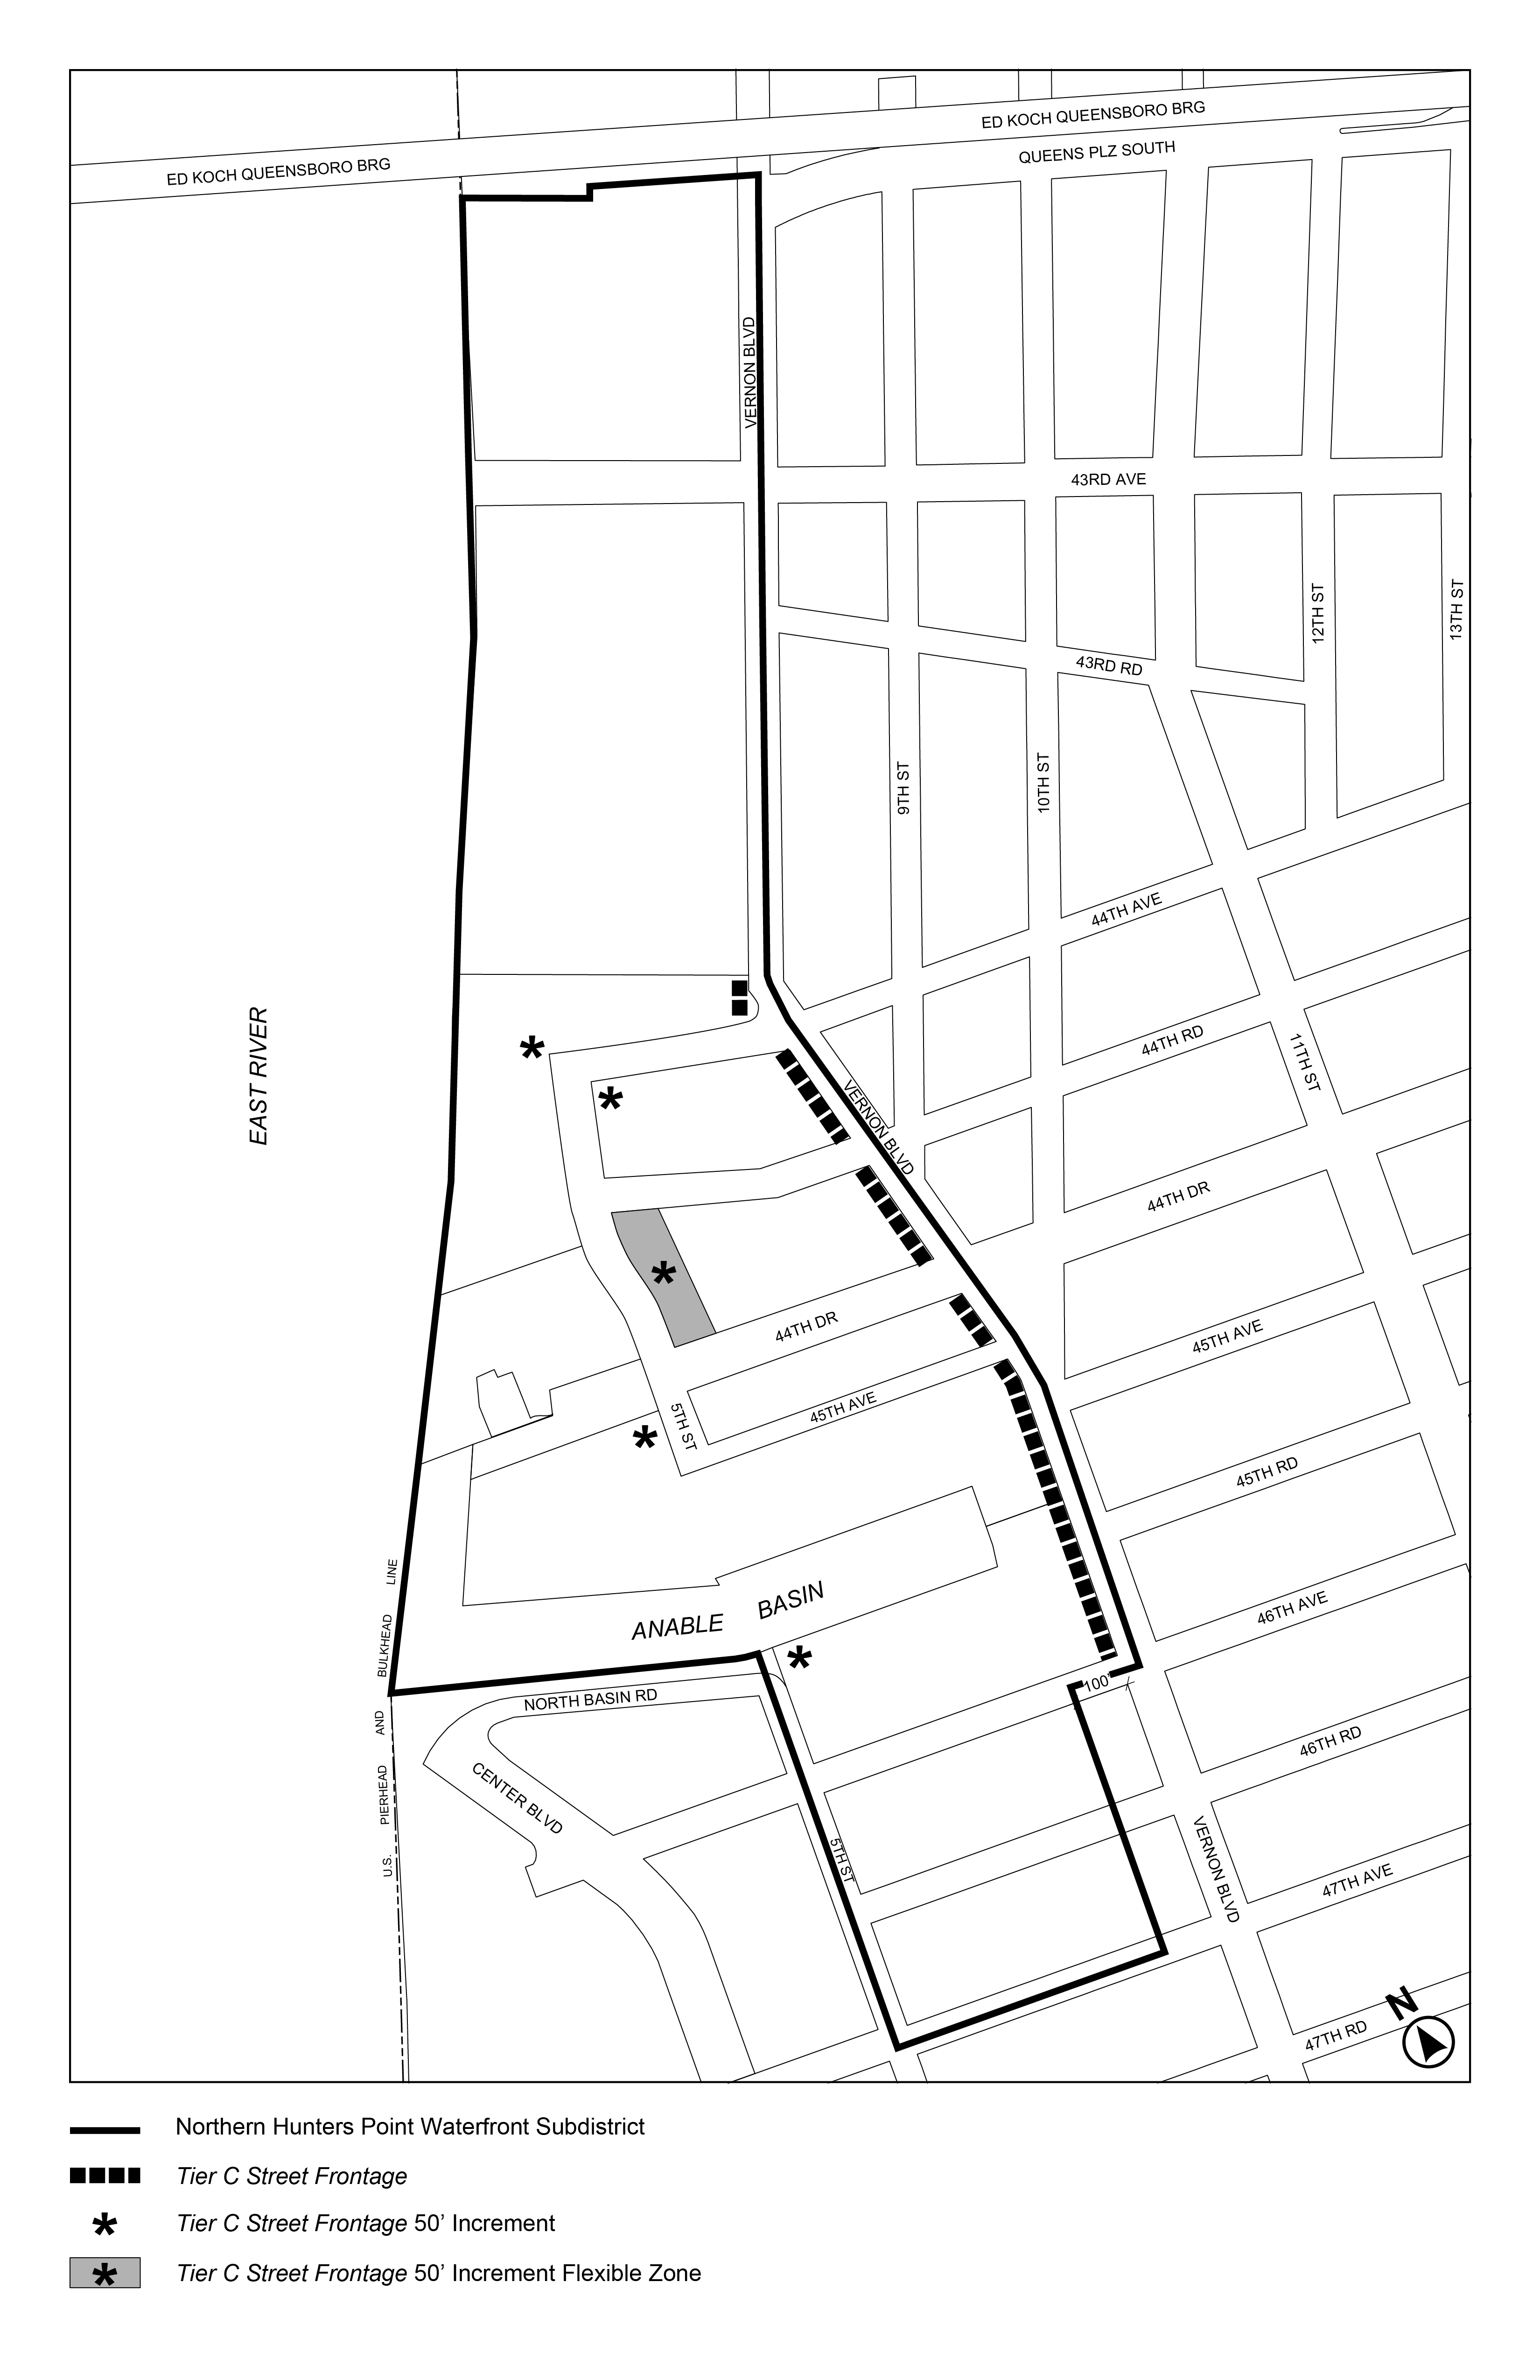 ED KOCH QUEENSBORO BRG
ED KOCH QUEENSBORO BRG
QUEENS PLZ SOUTH
VERNON BLVD
43RD AVE
12TH ST
13TH ST
43RD RD
9TH ST
10TH ST
44TH AVE
EAST RIVER
*
44TH RD
11TH ST
*
VERNON BLVD
44TH DR
*
44TH DR
45TH AVE
45TH AVE
5TH ST
*
45TH RD
BULKHEAD LINE
ANABLE BASIN
46TH AVE
*
100'
NORTH BASIN RD
U.S. PIERHEAD AND
46TH RD
CENTER BLVD
5TH ST
VERNON BLVD
47TH AVE
N
47TH RD
Northern Hunters Point Waterfront Subdistrict
Tier C Street Frontage
* Tier C Street Frontage 50’ Increment
* Tier C Street Frontage 50’ Increment Flexible Zone